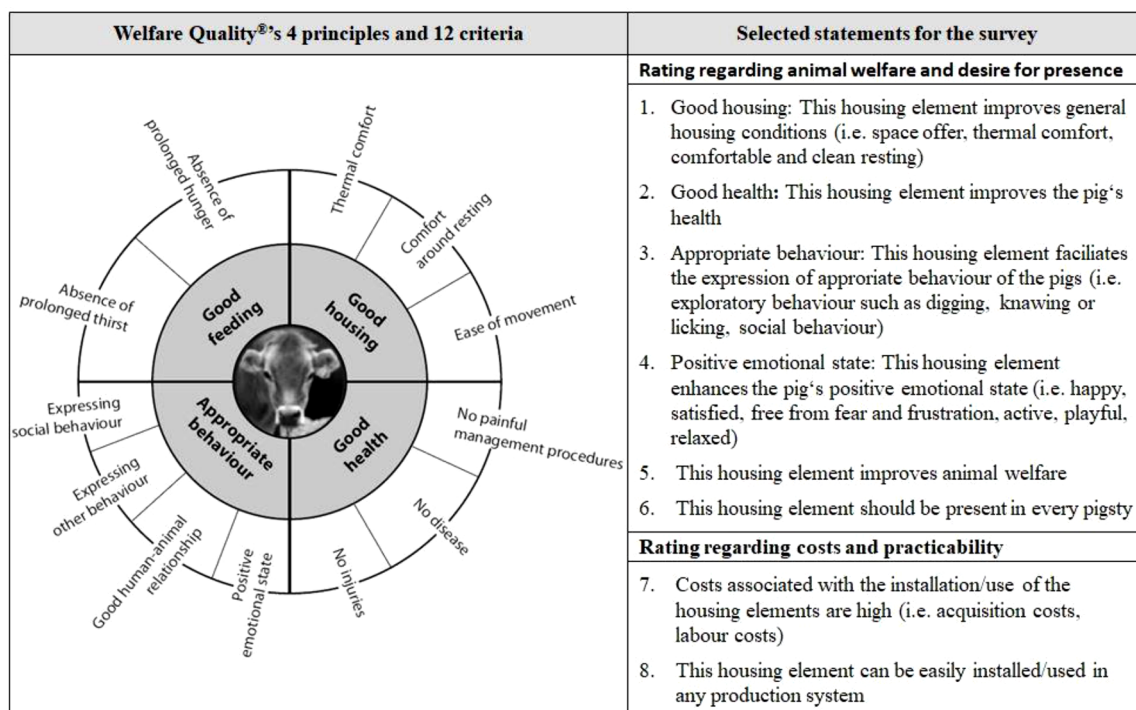 Welfare Quality®'s 4 principles and 12 criteria
Absence of
prolonged hunger
Thermal comfort
Comfort
around resting
Ease of movement
Absence of
prolonged thirst
Good
feeding
Good
housing
Appropriate
behaviour
Good
health
Expressing
social behaviour
Expressing
other behaviour
Good human-animal
relationship
Positive
emotional state
No injuries
No disease
No painful
management procedures
Selected statements for the survey
Rating regarding animal welfare and desire for presence
1. Good housing: This housing element improves general
housing conditions (i.e. space offer, thermal comfort,
comfortable and clean resting)
2. Good health: This housing element improves the pig‘s
health
3. Appropriate behaviour: This housing element faciliates
the expression of approriate behaviour of the pigs (i.e.
exploratory behaviour such as digging, knawing or
licking, social behaviour)
4. Positive emotional state: This housing element
enhances the pig‘s positive emotional state (i.e. happy,
satisfied, free from fear and frustration, active, playful,
relaxed)
5. This housing element improves animal welfare
6. This housing element should be present in every pigsty
Rating regarding costs and practicability
7. Costs associated with the installation/use of the
housing elements are high (i.e. acquisition costs,
labour costs)
8. This housing element can be easily installed/used in
any production system